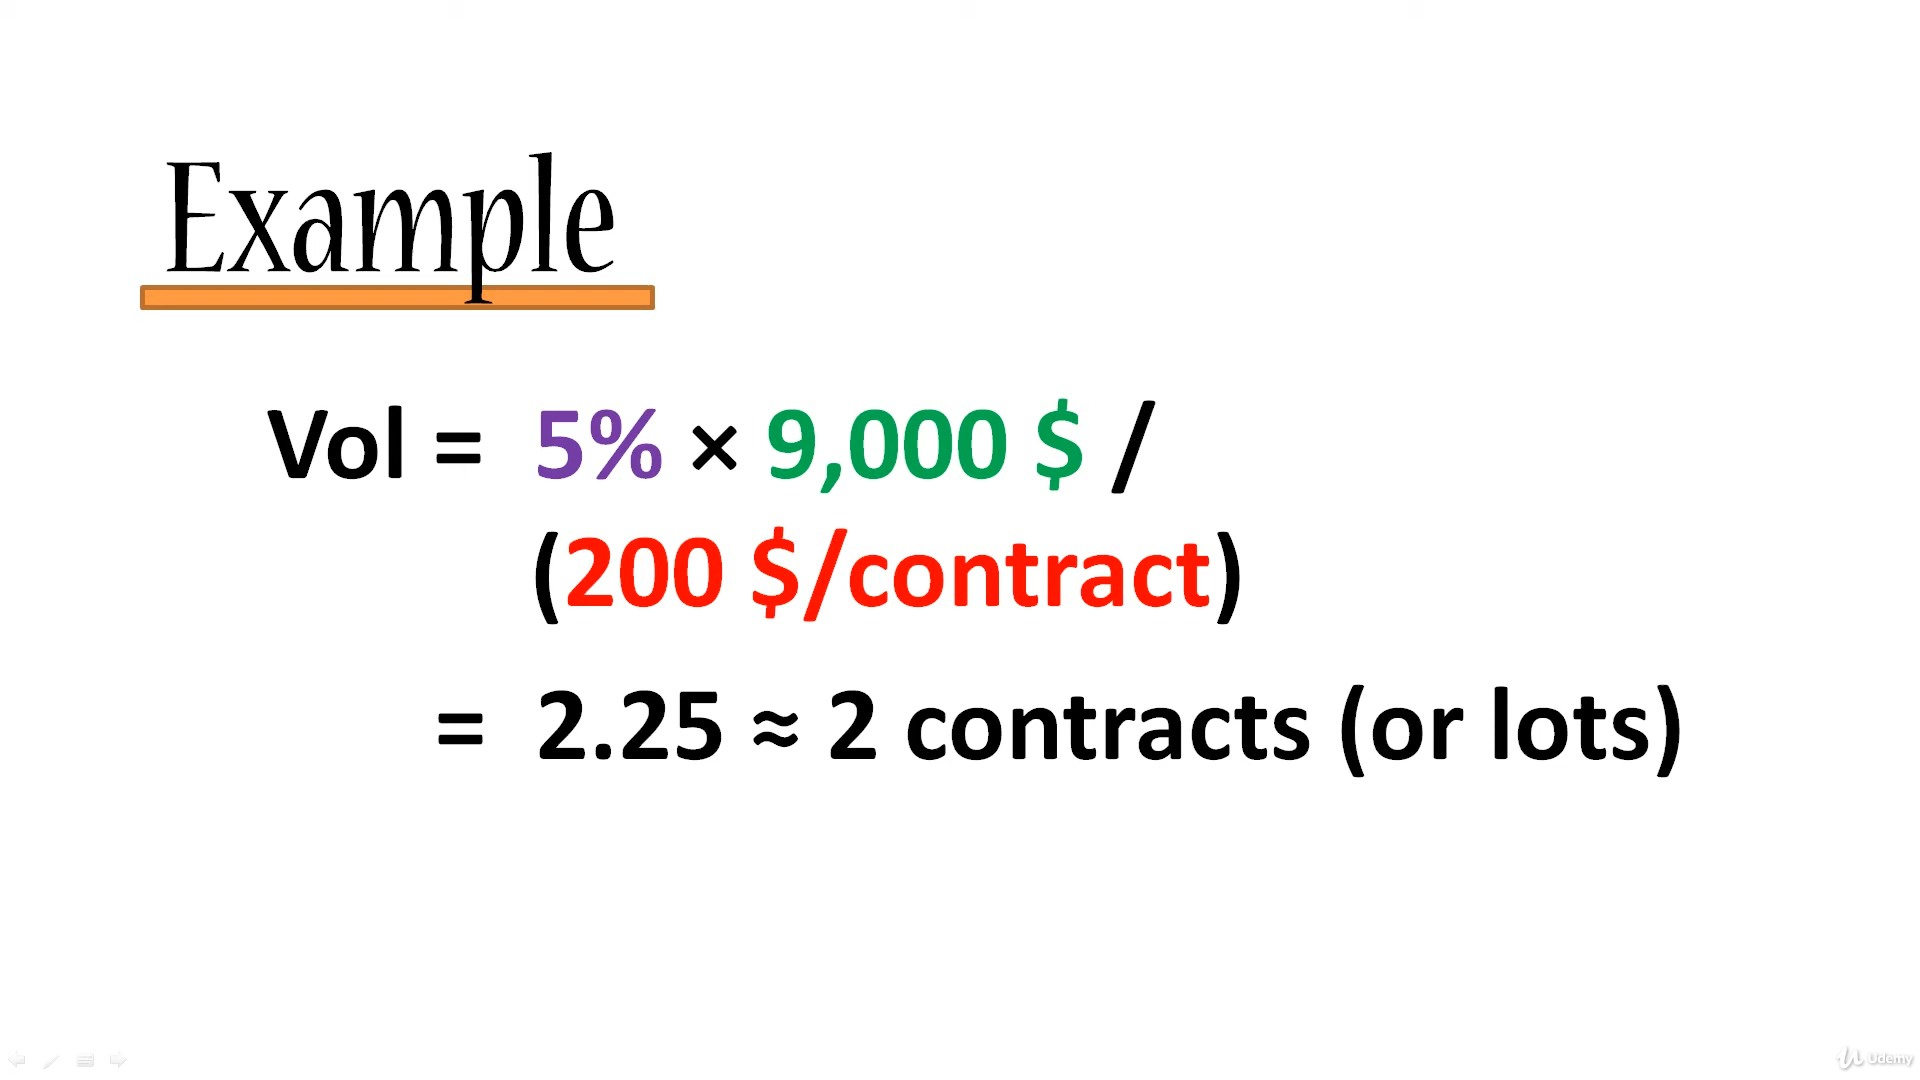 Example
Vol = 5% × 9,000 $ /
(200 $/contract)
= 2.25 ≈ 2 contracts (or lots)
Udemy